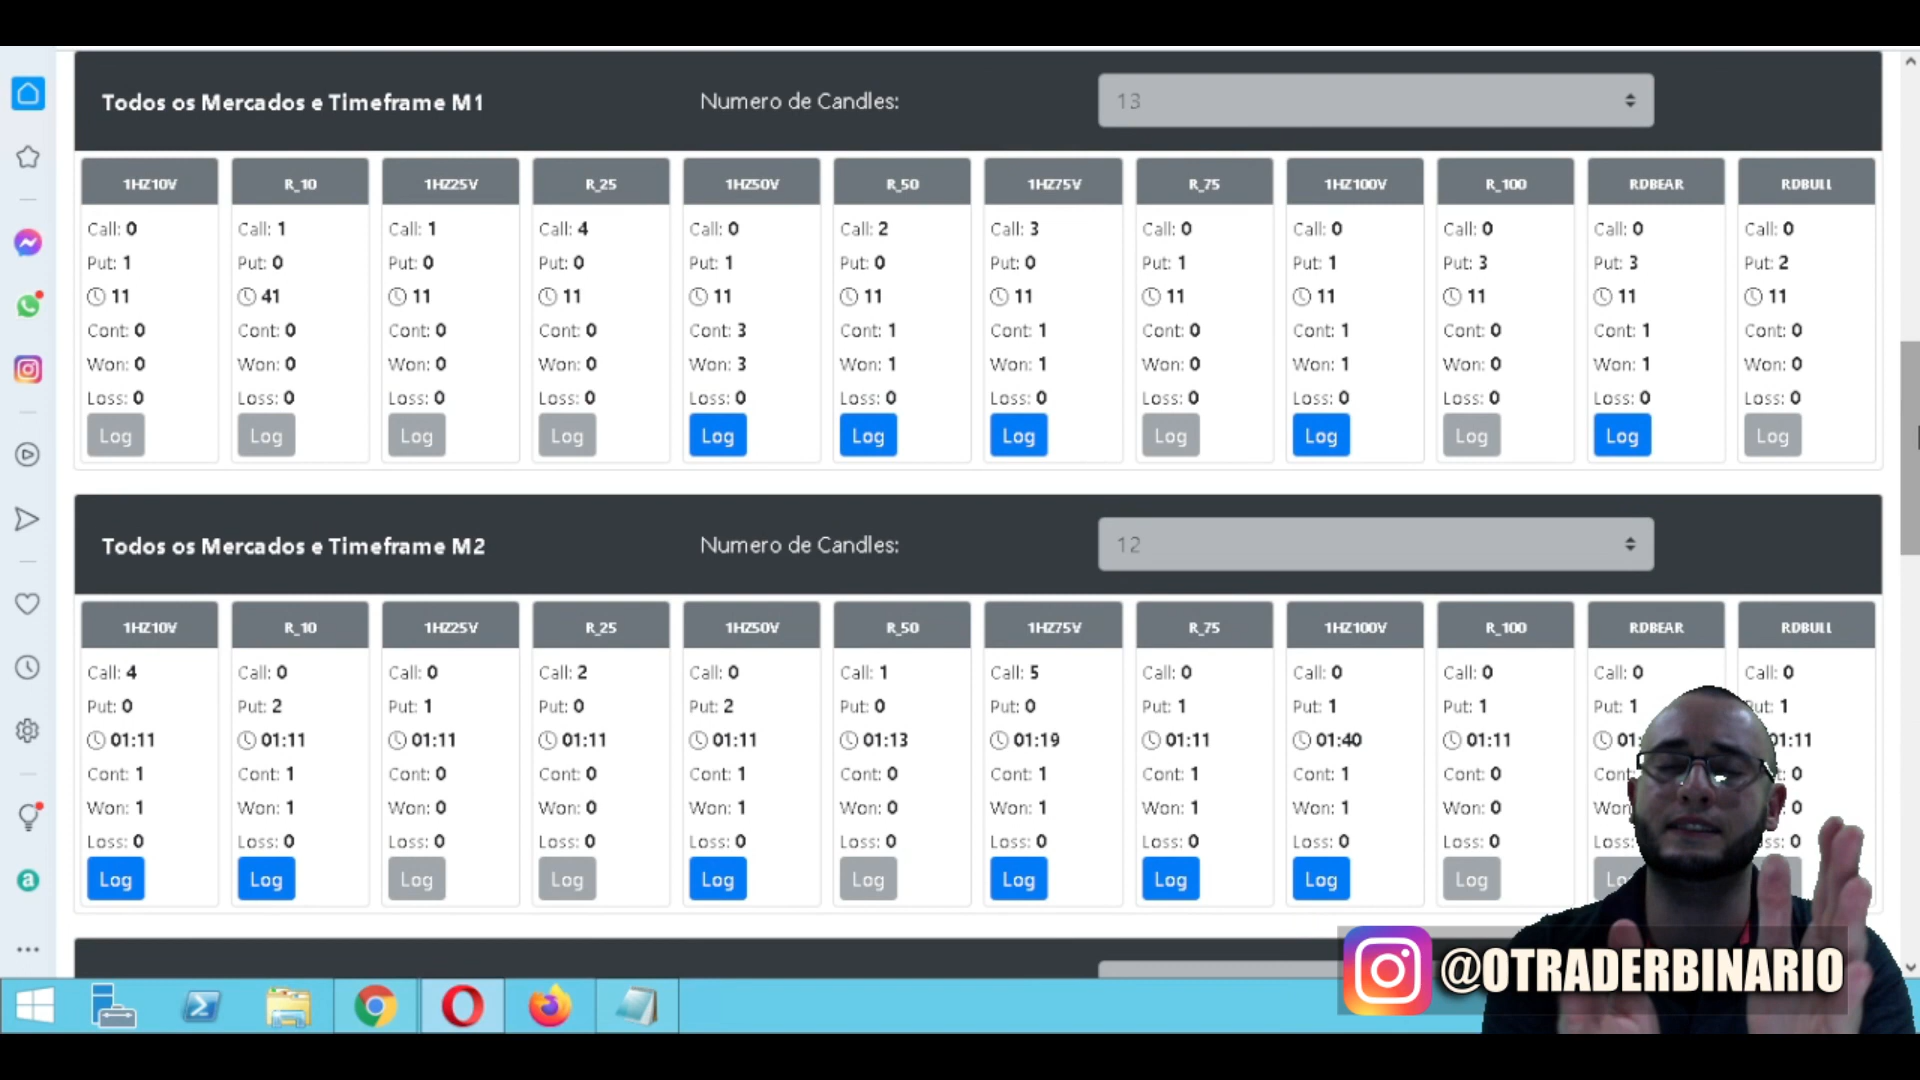 Todos os Mercados e Timeframe M1 Numero de Candles: 13
1HZ10V R_10 1HZ25V R_25 1HZ50V R_50 1HZ75V R_75 1HZ100V R_100 RDBEAR RDBULL
Call: 0 Call: 1 Call: 1 Call: 4 Call: 0 Call: 2 Call: 3 Call: 0 Call: 0 Call: 0 Call: 0 Call: 0
Put: 1 Put: 0 Put: 0 Put: 0 Put: 1 Put: 0 Put: 0 Put: 1 Put: 1 Put: 3 Put: 3 Put: 2
11 41 11 11 11 11 11 11 11 11 11 11
Cont: 0 Cont: 0 Cont: 0 Cont: 0 Cont: 3 Cont: 1 Cont: 1 Cont: 0 Cont: 1 Cont: 0 Cont: 1 Cont: 0
Won: 0 Won: 0 Won: 0 Won: 0 Won: 3 Won: 1 Won: 1 Won: 0 Won: 1 Won: 0 Won: 1 Won: 0
Loss: 0 Loss: 0 Loss: 0 Loss: 0 Loss: 0 Loss: 0 Loss: 0 Loss: 0 Loss: 0 Loss: 0 Loss: 0 Loss: 0
Log Log Log Log Log Log Log Log Log Log Log Log
Todos os Mercados e Timeframe M2 Numero de Candles: 12
1HZ10V R_10 1HZ25V R_25 1HZ50V R_50 1HZ75V R_75 1HZ100V R_100 RDBEAR RDBULL
Call: 4 Call: 0 Call: 0 Call: 2 Call: 0 Call: 1 Call: 5 Call: 0 Call: 0 Call: 0 Call: 0 Call: 0
Put: 0 Put: 2 Put: 1 Put: 0 Put: 2 Put: 0 Put: 0 Put: 1 Put: 1 Put: 1 Put: 1 ut: 1
01:11 01:11 01:11 01:11 01:11 01:13 01:19 01:11 01:40 01:11 01: 01:11
Cont: 1 Cont: 1 Cont: 0 Cont: 0 Cont: 1 Cont: 0 Cont: 1 Cont: 1 Cont: 1 Cont: 0 Cont t: 0
Won: 1 Won: 1 Won: 0 Won: 0 Won: 1 Won: 0 Won: 1 Won: 1 Won: 1 Won: 0 Won : 0
Loss: 0 Loss: 0 Loss: 0 Loss: 0 Loss: 0 Loss: 0 Loss: 0 Loss: 0 Loss: 0 Loss: 0 Loss: ss: 0
Log Log Log Log Log Log Log Log Log Log Lo
@OTRADERBINARIO